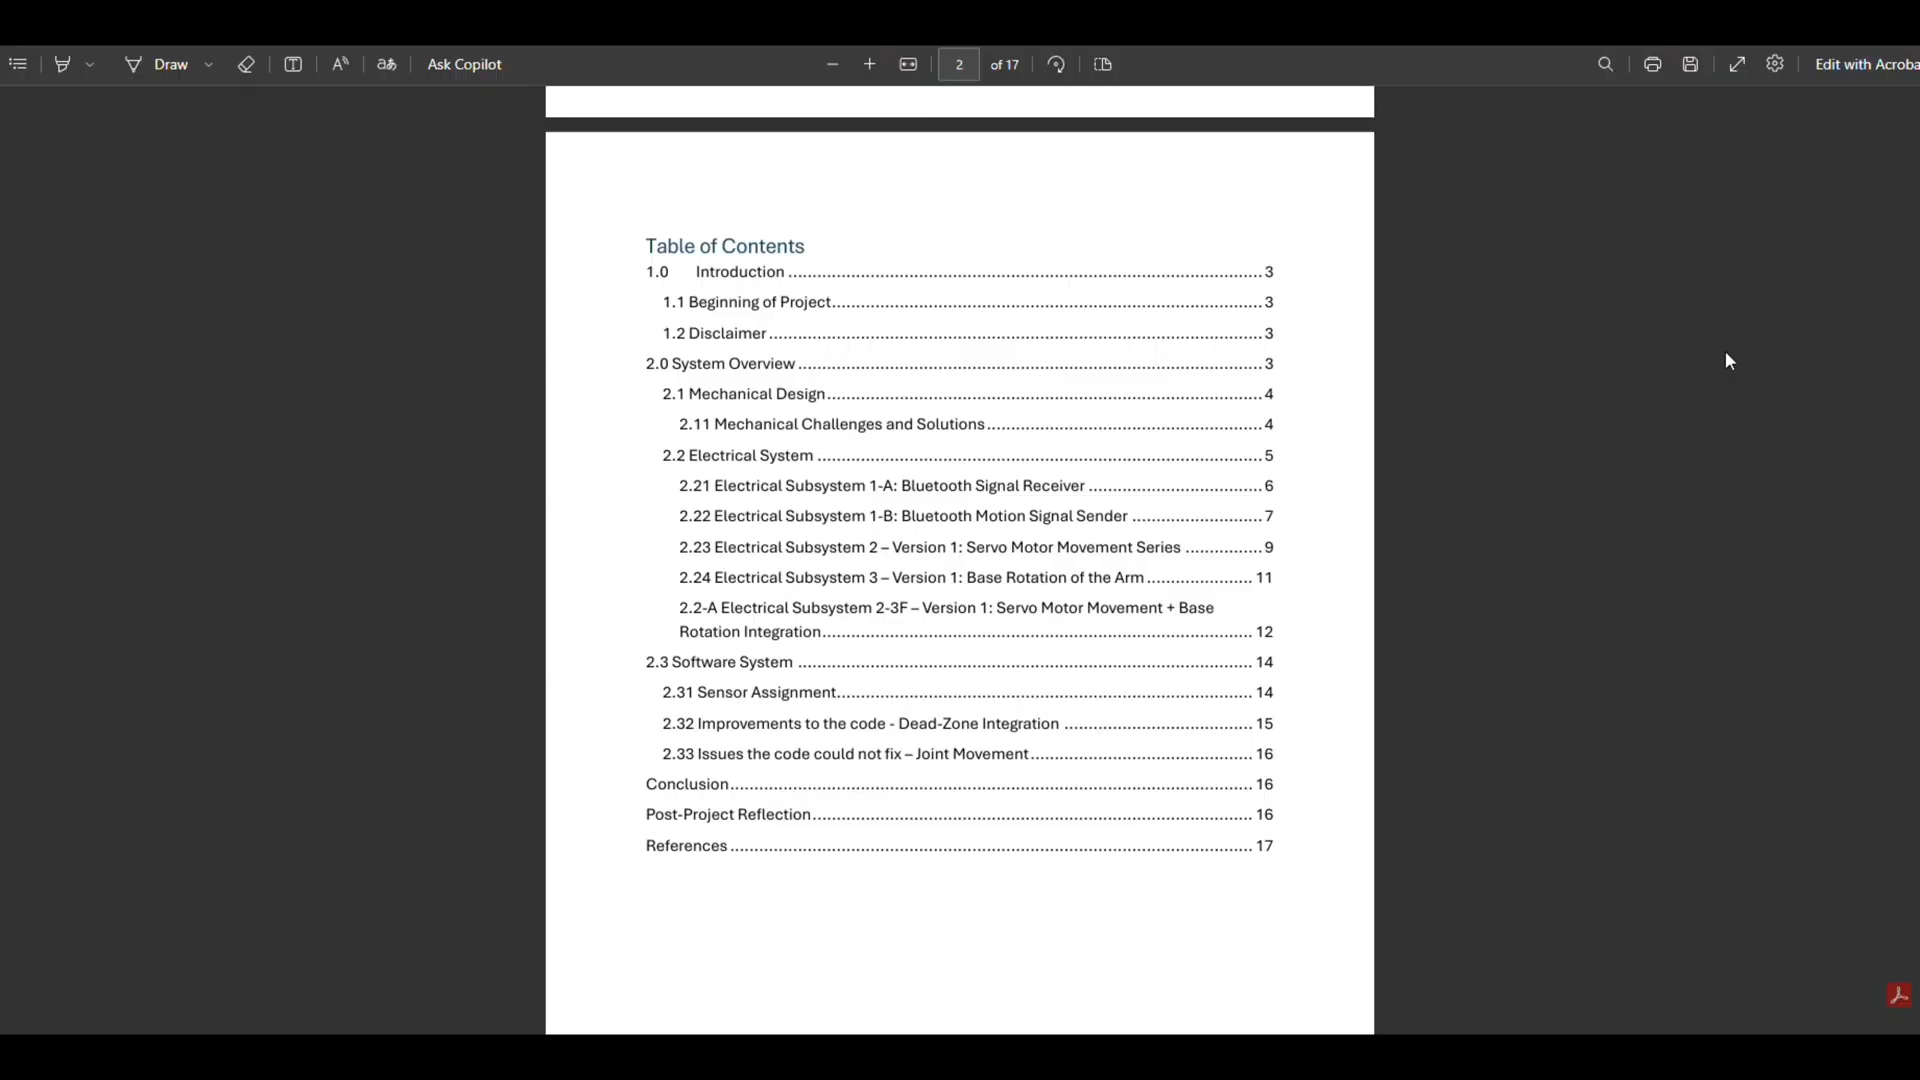 Draw
Ask Copilot
2 of 17
Edit with Acroba
Table of Contents
1.0 Introduction ........ 3
1.1 Beginning of Project ........ 3
1.2 Disclaimer ........ 3
2.0 System Overview ........ 3
2.1 Mechanical Design ........ 4
2.11 Mechanical Challenges and Solutions ........ 4
2.2 Electrical System ........ 5
2.21 Electrical Subsystem 1-A: Bluetooth Signal Receiver ........ 6
2.22 Electrical Subsystem 1-B: Bluetooth Motion Signal Sender ........ 7
2.23 Electrical Subsystem 2 – Version 1: Servo Motor Movement Series ........ 9
2.24 Electrical Subsystem 3 – Version 1: Base Rotation of the Arm ........ 11
2.2-A Electrical Subsystem 2-3F – Version 1: Servo Motor Movement + Base
Rotation Integration ........ 12
2.3 Software System ........ 14
2.31 Sensor Assignment ........ 14
2.32 Improvements to the code - Dead-Zone Integration ........ 15
2.33 Issues the code could not fix – Joint Movement ........ 16
Conclusion ........ 16
Post-Project Reflection ........ 16
References ........ 17